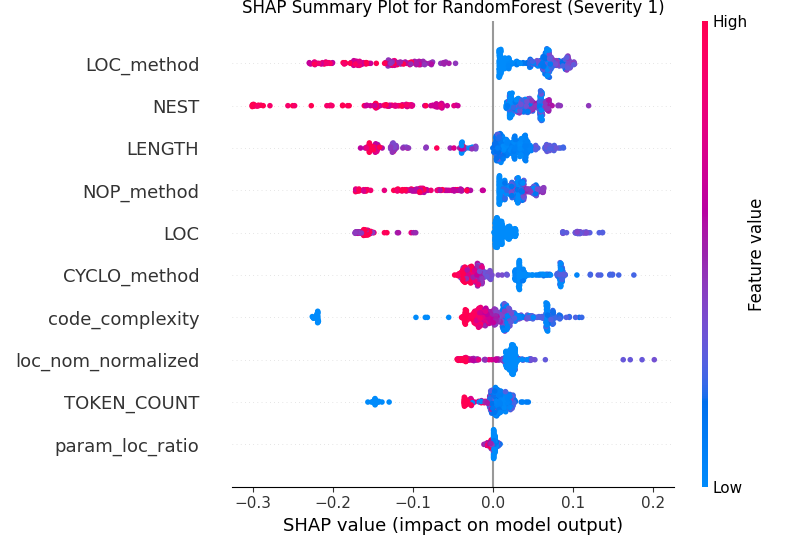 SHAP Summary Plot for RandomForest (Severity 1)
High
LOC_method
NEST
LENGTH
NOP_method
LOC
CYCLO_method
code_complexity
loc_nom_normalized
TOKEN_COUNT
param_loc_ratio
Feature value
Low
−0.3 −0.2 −0.1 0.0 0.1 0.2
SHAP value (impact on model output)